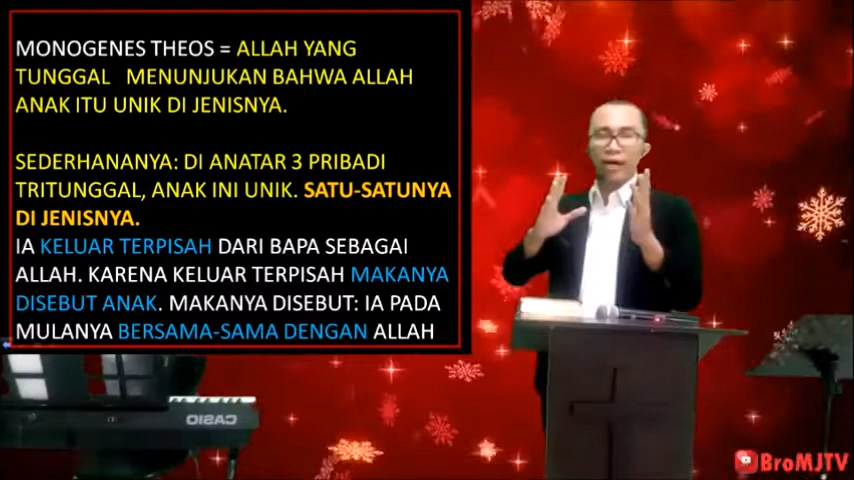 MONOGENES THEOS = ALLAH YANG
TUNGGAL MENUNJUKAN BAHWA ALLAH
ANAK ITU UNIK DI JENISNYA.
SEDERHANANYA: DI ANATAR 3 PRIBADI
TRITUNGGAL, ANAK INI UNIK. SATU-SATUNYA
DI JENISNYA.
IA KELUAR TERPISAH DARI BAPA SEBAGAI
ALLAH. KARENA KELUAR TERPISAH MAKANYA
DISEBUT ANAK. MAKANYA DISEBUT: IA PADA
MULANYA BERSAMA-SAMA DENGAN ALLAH
CASIO
BroMJTV